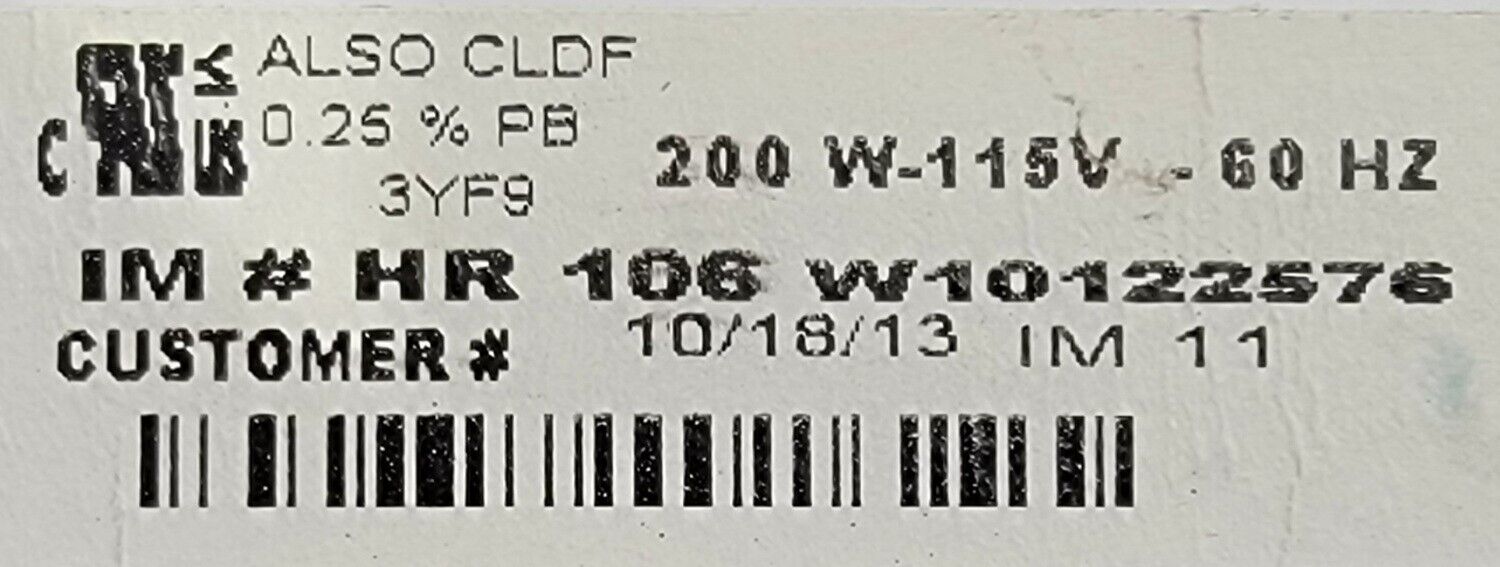 ALSO CLDF
0.25 % PB
3YF9
200 W-115V - 60 HZ
IM # HR 106 W10122576
CUSTOMER # 10/18/13 IM 11